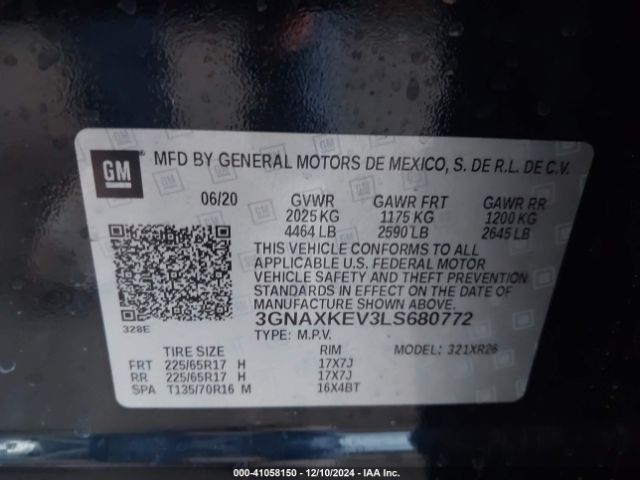 GM
MFD BY GENERAL MOTORS DE MEXICO, S. DE R.L. DE C.V.
06/20 GVWR GAWR FRT GAWR RR
2025 KG 1175 KG 1200 KG
4464 LB 2590 LB 2645 LB
THIS VEHICLE CONFORMS TO ALL
APPLICABLE U.S. FEDERAL MOTOR
VEHICLE SAFETY AND THEFT PREVENTION
STANDARDS IN EFFECT ON THE DATE OF
MANUFACTURE SHOWN ABOVE.
3GNAXKEV3LS680772
328E
TYPE: M.P.V. MODEL: 321XR26
TIRE SIZE RIM
FRT 225/65R17 H 17X7J
RR 225/65R17 H 17X7J
SPA T135/70R16 M 16X4BT
000-41058150 - 12/10/2024 - IAA Inc.